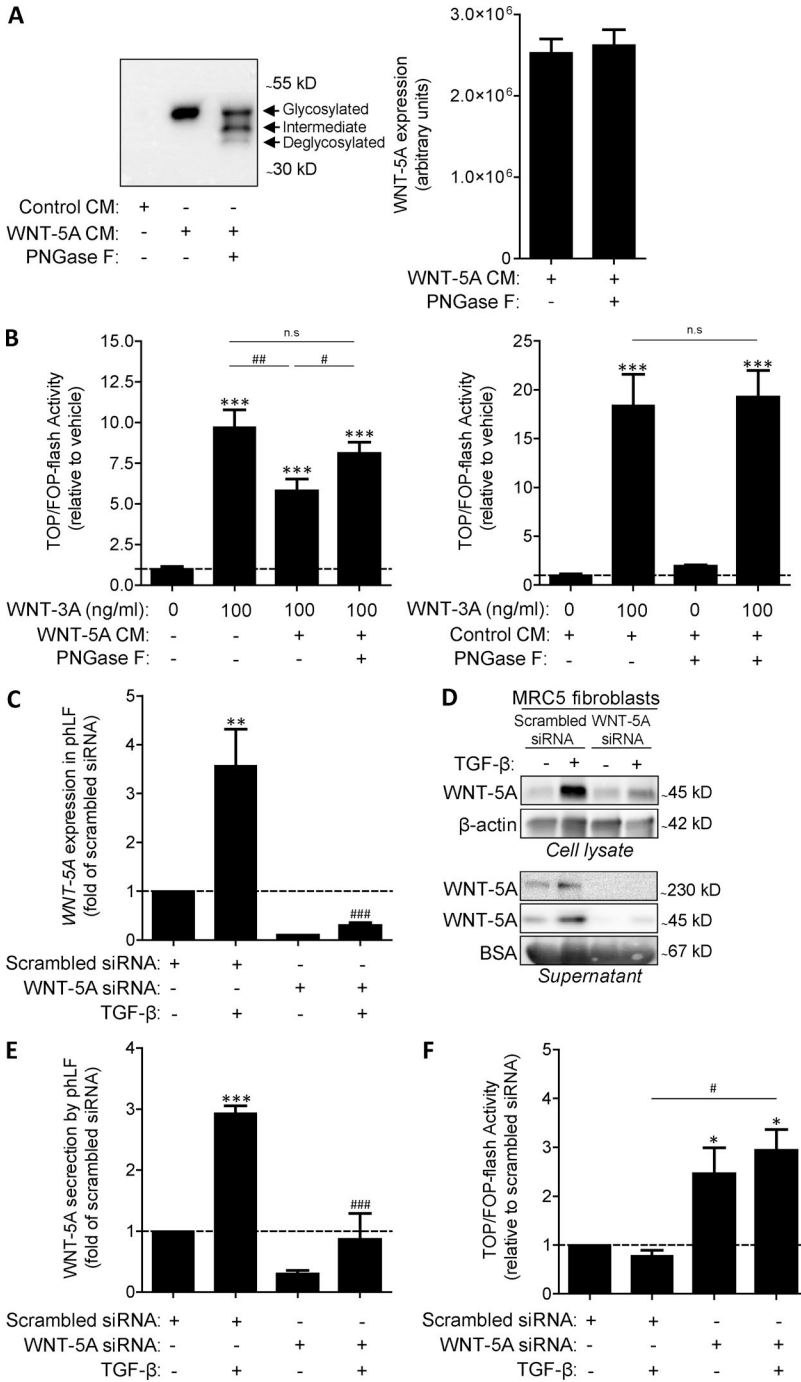 A
~55 kD
Glycosylated
Intermediate
Deglycosylated
~30 kD
Control CM: + - -
WNT-5A CM: - + +
PNGase F: - - +
WNT-5A expression
(arbitrary units)
3.0×10⁶
2.0×10⁶
1.0×10⁶
0
WNT-5A CM: + +
PNGase F: - +
B
TOP/FOP-flash Activity
(relative to vehicle)
15.0
12.5
10.0
7.5
5.0
2.5
0.0
n.s
## #
*** *** ***
WNT-3A (ng/ml): 0 100 100 100
WNT-5A CM: - - + +
PNGase F: - - - +
TOP/FOP-flash Activity
(relative to vehicle)
25
20
15
10
5
0
n.s
*** ***
WNT-3A (ng/ml): 0 100 0 100
Control CM: + + + +
PNGase F: - - + +
C
WNT-5A expression in phLF
(fold of scrambled siRNA)
5
4
3
2
1
0
**
###
Scrambled siRNA: + + - -
WNT-5A siRNA: - - + +
TGF-β: - + - +
D
MRC5 fibroblasts
Scrambled siRNA
WNT-5A siRNA
TGF-β: - + - +
WNT-5A ~45 kD
β-actin ~42 kD
Cell lysate
WNT-5A ~230 kD
WNT-5A ~45 kD
BSA ~67 kD
Supernatant
E
WNT-5A secrection by phLF
(fold of scrambled siRNA)
4
3
2
1
0
***
###
Scrambled siRNA: + + - -
WNT-5A siRNA: - - + +
TGF-β: - + - +
F
TOP/FOP-flash Activity
(relative to scrambled siRNA)
5
4
3
2
1
0
#
* *
Scrambled siRNA: + + - -
WNT-5A siRNA: - - + +
TGF-β: - + - +